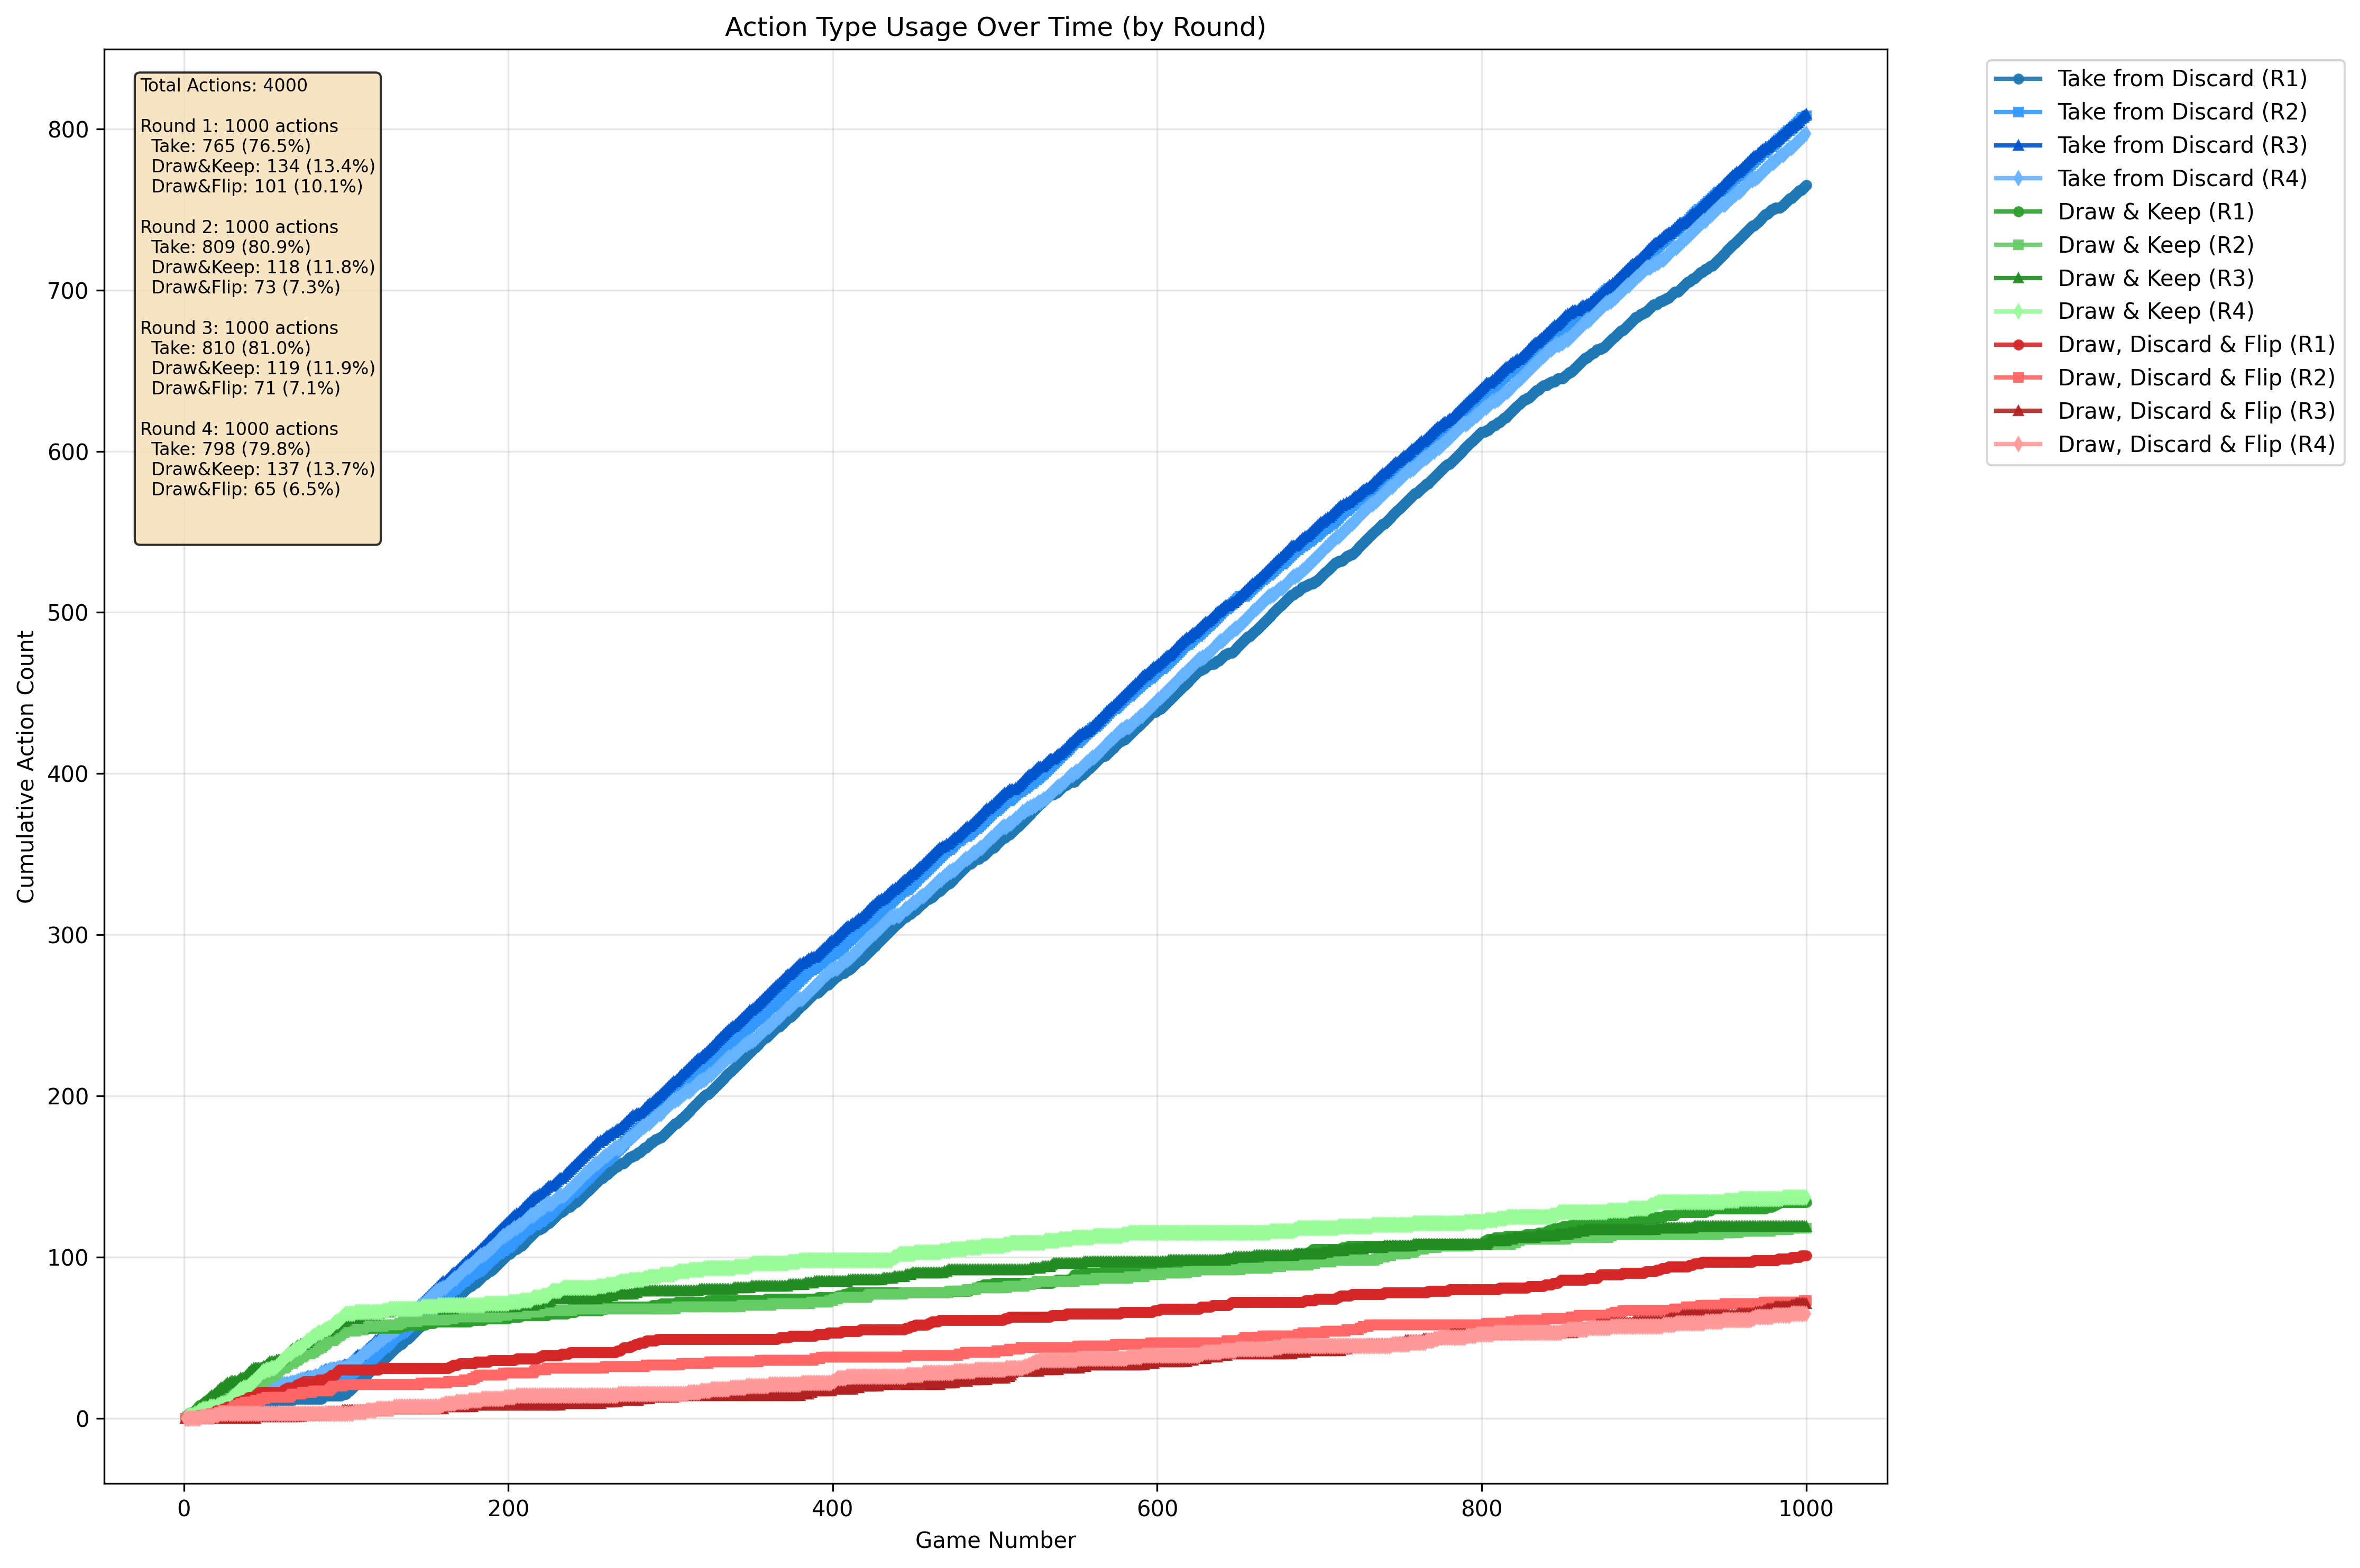 Action Type Usage Over Time (by Round)
Total Actions: 4000
Round 1: 1000 actions
Take: 765 (76.5%)
Draw&Keep: 134 (13.4%)
Draw&Flip: 101 (10.1%)
Round 2: 1000 actions
Take: 809 (80.9%)
Draw&Keep: 118 (11.8%)
Draw&Flip: 73 (7.3%)
Round 3: 1000 actions
Take: 810 (81.0%)
Draw&Keep: 119 (11.9%)
Draw&Flip: 71 (7.1%)
Round 4: 1000 actions
Take: 798 (79.8%)
Draw&Keep: 137 (13.7%)
Draw&Flip: 65 (6.5%)
Take from Discard (R1)
Take from Discard (R2)
Take from Discard (R3)
Take from Discard (R4)
Draw & Keep (R1)
Draw & Keep (R2)
Draw & Keep (R3)
Draw & Keep (R4)
Draw, Discard & Flip (R1)
Draw, Discard & Flip (R2)
Draw, Discard & Flip (R3)
Draw, Discard & Flip (R4)
Cumulative Action Count
800
700
600
500
400
300
200
100
0
0 200 400 600 800 1000
Game Number